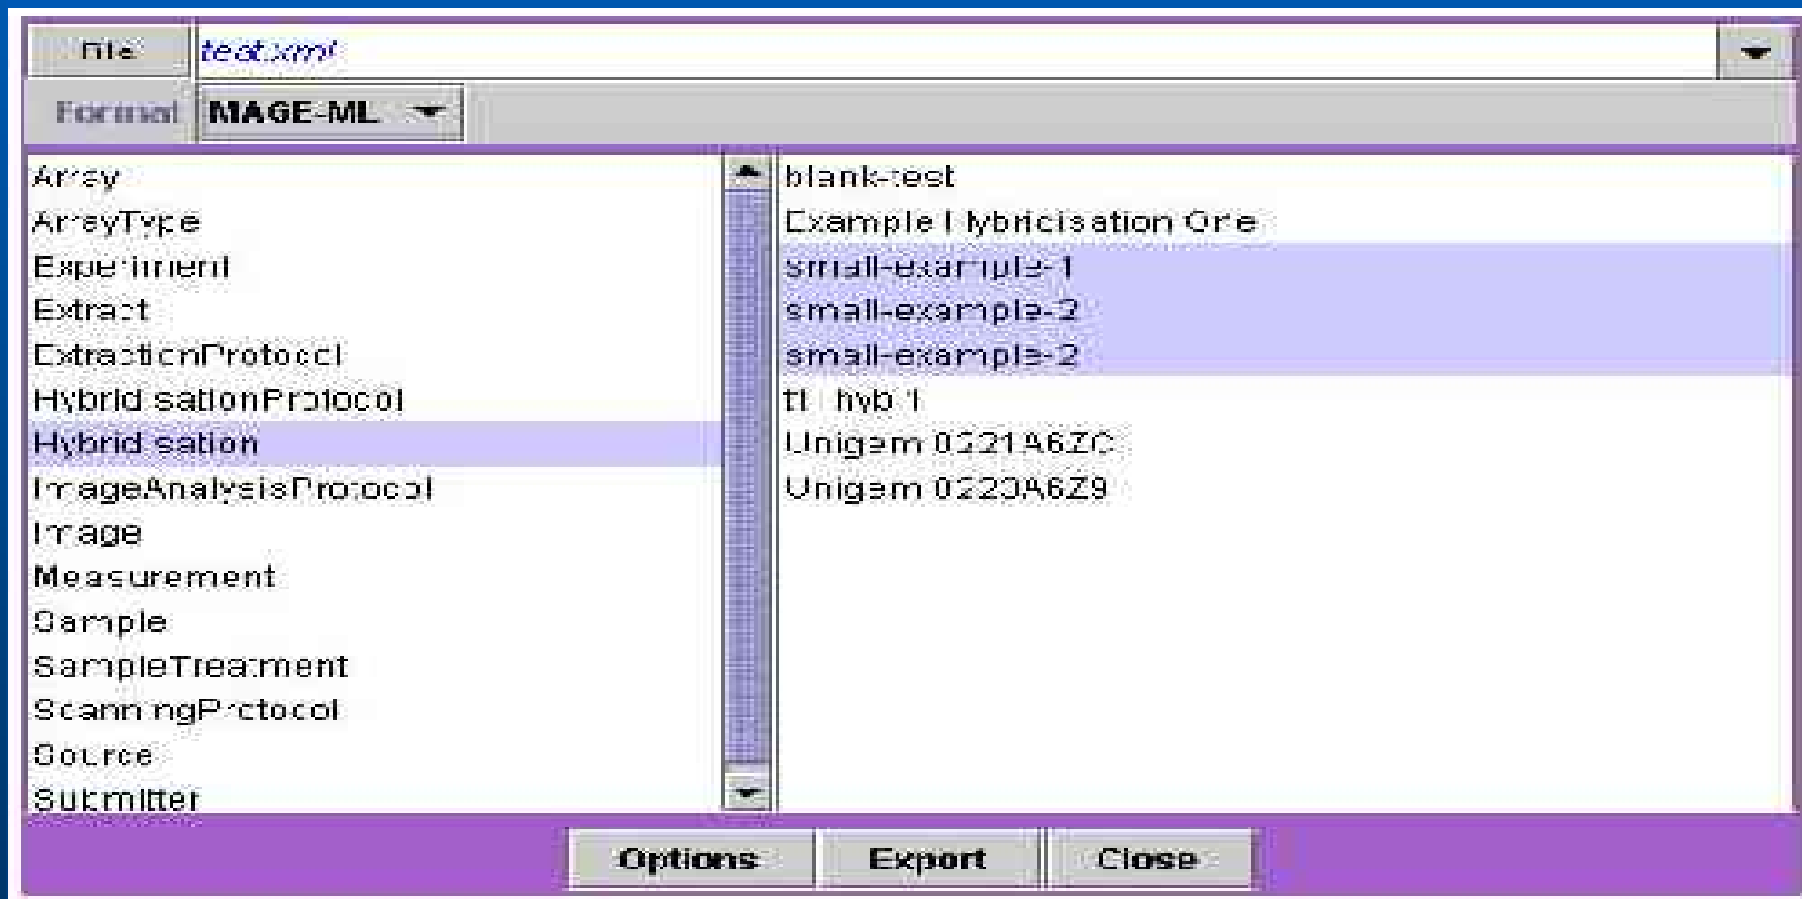 File test.xml
Format MAGE-ML
Array
ArrayType
Experiment
Extract
ExtractionProtocol
HybridisationProtocol
Hybridisation
ImageAnalysisProtocol
Image
Measurement
Sample
SampleTreatment
ScanningProtocol
Source
Submitter
blank-test
Example Hybridisation One
small-example-1
small-example-2
small-example-2
hyb 1
Unigem
Unigem
Options Export Close